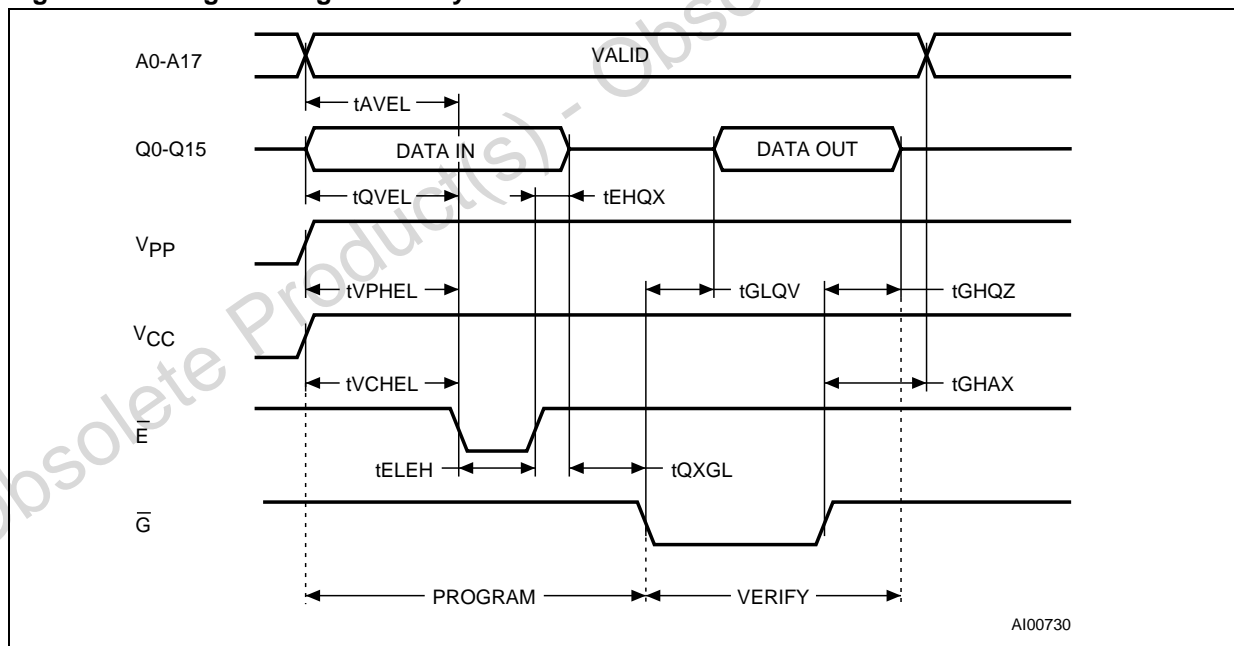 A0-A17
VALID
tAVEL
Q0-Q15
DATA IN
DATA OUT
tQVEL
tEHQX
VPP
tVPHEL
tGLQV
tGHQZ
VCC
tVCHEL
tGHAX
E
tELEH
tQXGL
G
PROGRAM
VERIFY
AI00730
Obsolete Product(s) - Obso